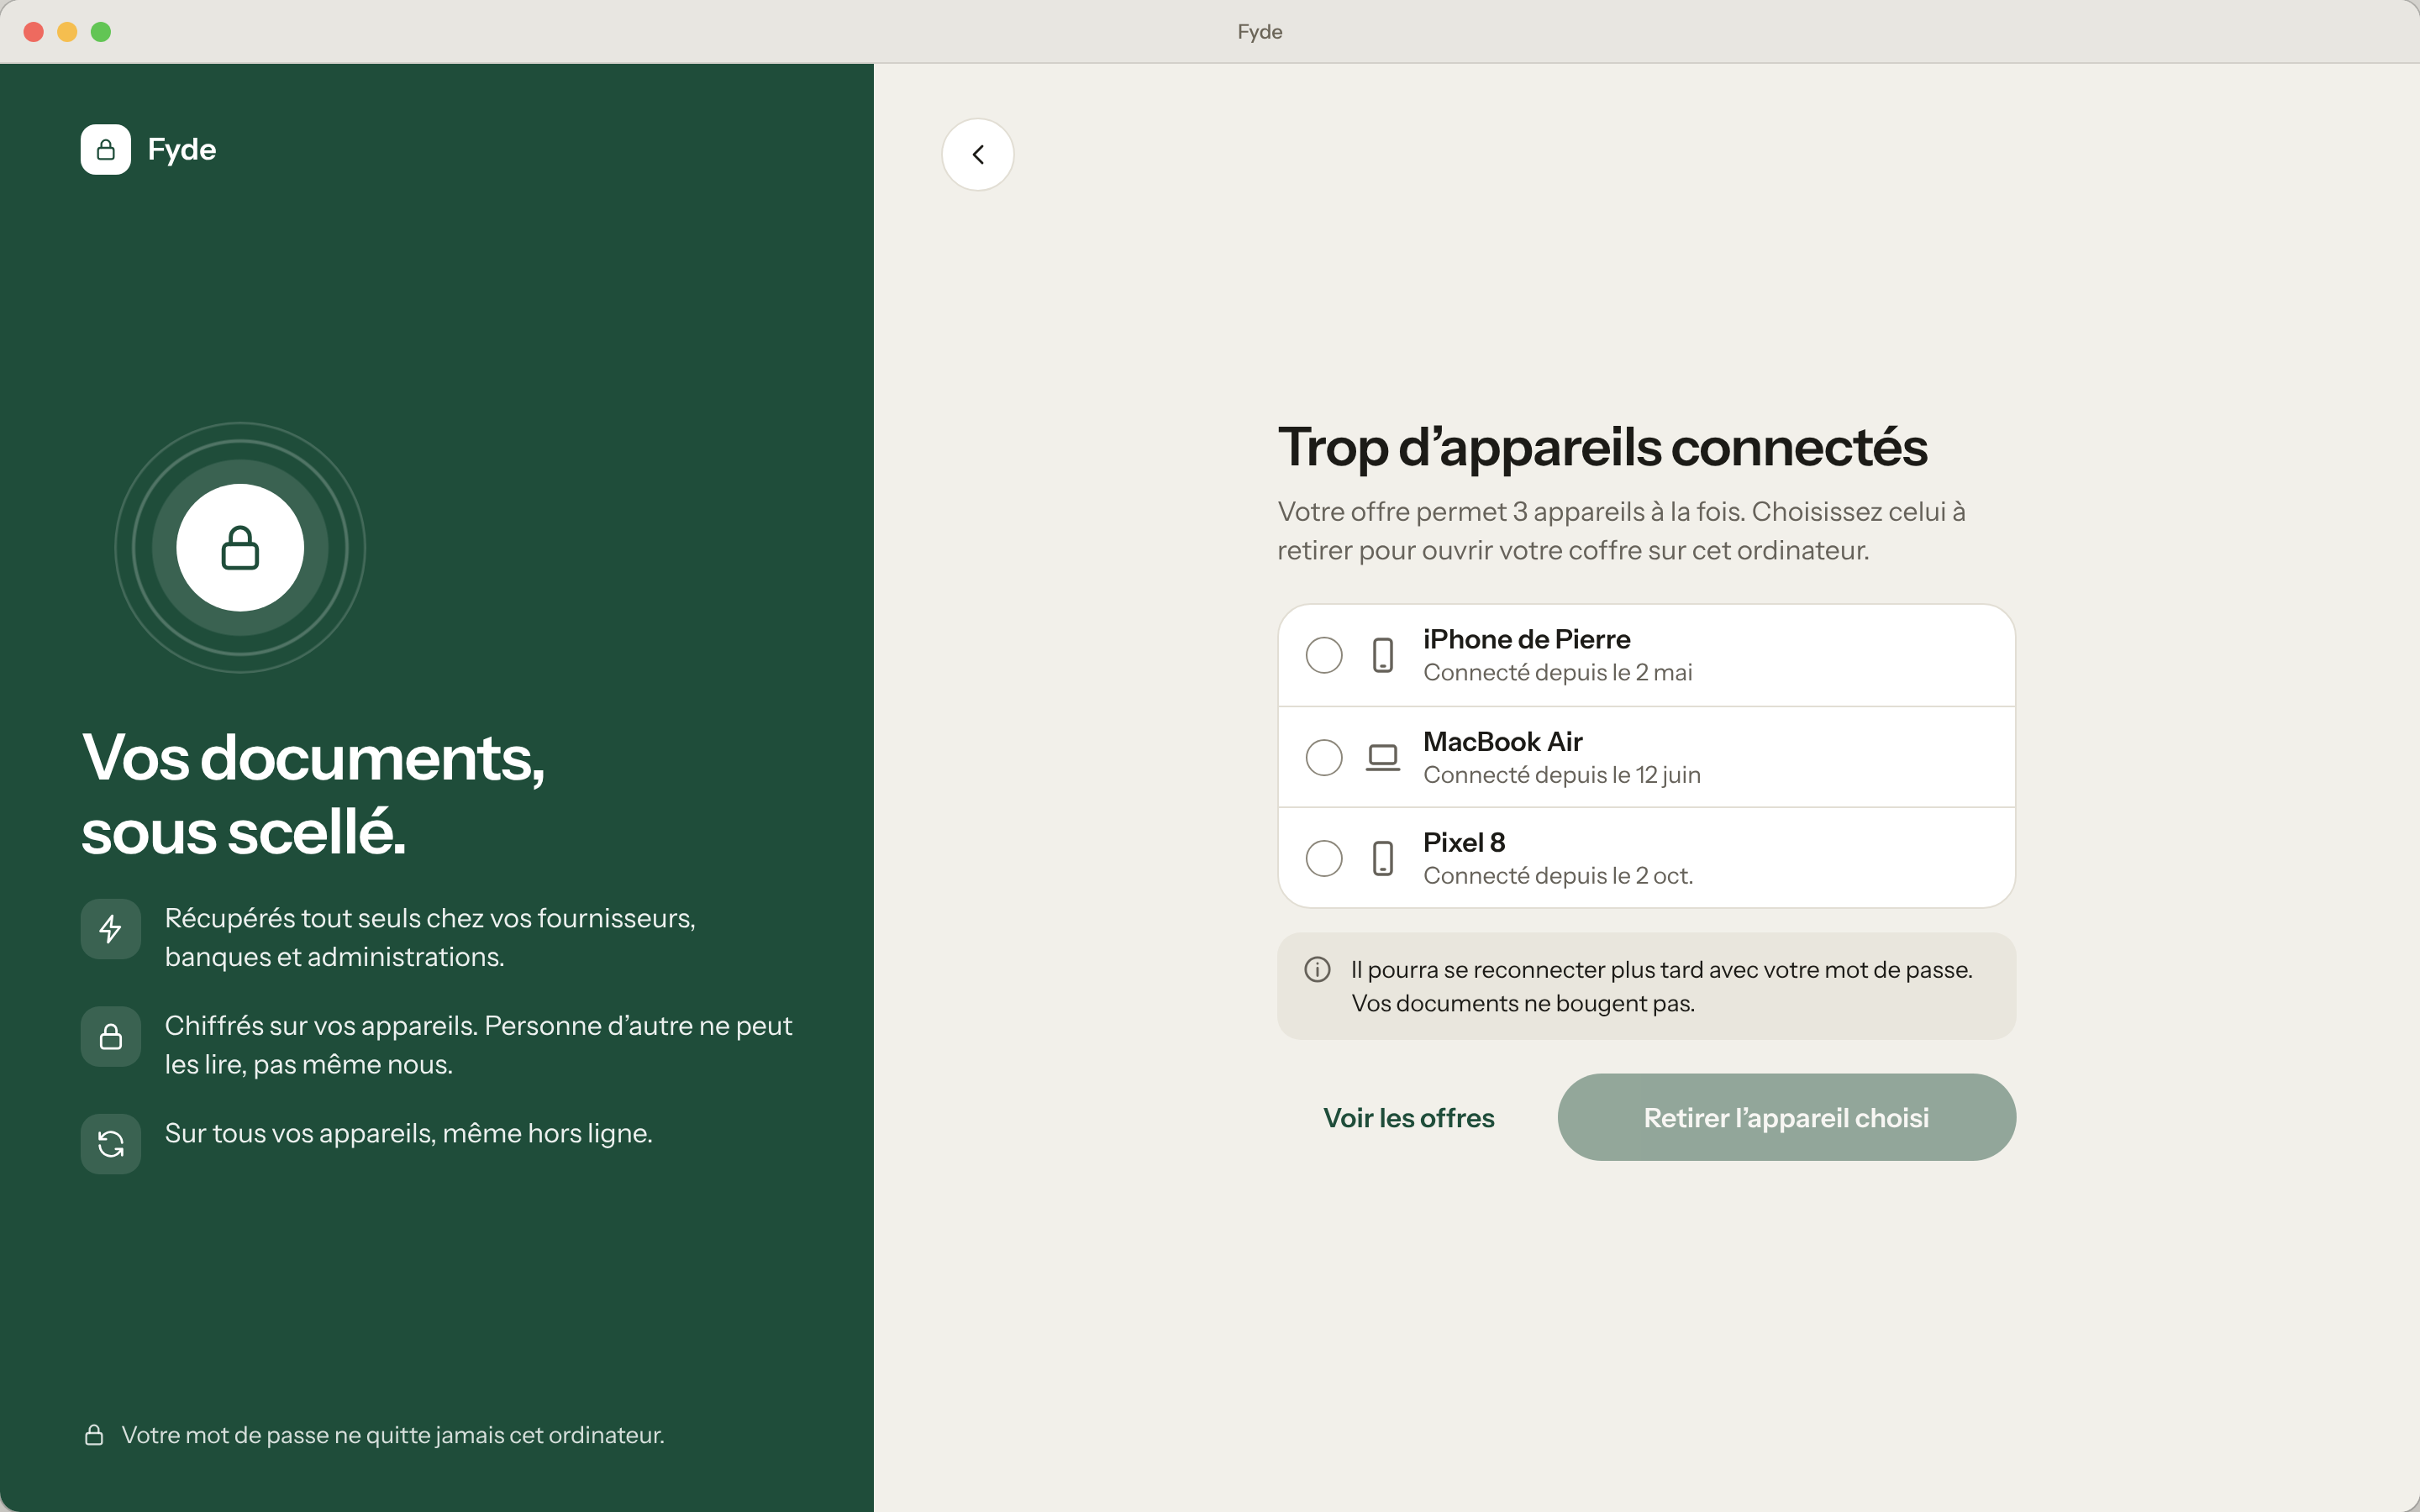 Fyde
Fyde
Vos documents,
sous scellé.
Récupérés tout seuls chez vos fournisseurs,
banques et administrations.
Chiffrés sur vos appareils. Personne d’autre ne peut
les lire, pas même nous.
Sur tous vos appareils, même hors ligne.
Votre mot de passe ne quitte jamais cet ordinateur.
Trop d’appareils connectés
Votre offre permet 3 appareils à la fois. Choisissez celui à
retirer pour ouvrir votre coffre sur cet ordinateur.
iPhone de Pierre
Connecté depuis le 2 mai
MacBook Air
Connecté depuis le 12 juin
Pixel 8
Connecté depuis le 2 oct.
Il pourra se reconnecter plus tard avec votre mot de passe.
Vos documents ne bougent pas.
Voir les offres
Retirer l’appareil choisi